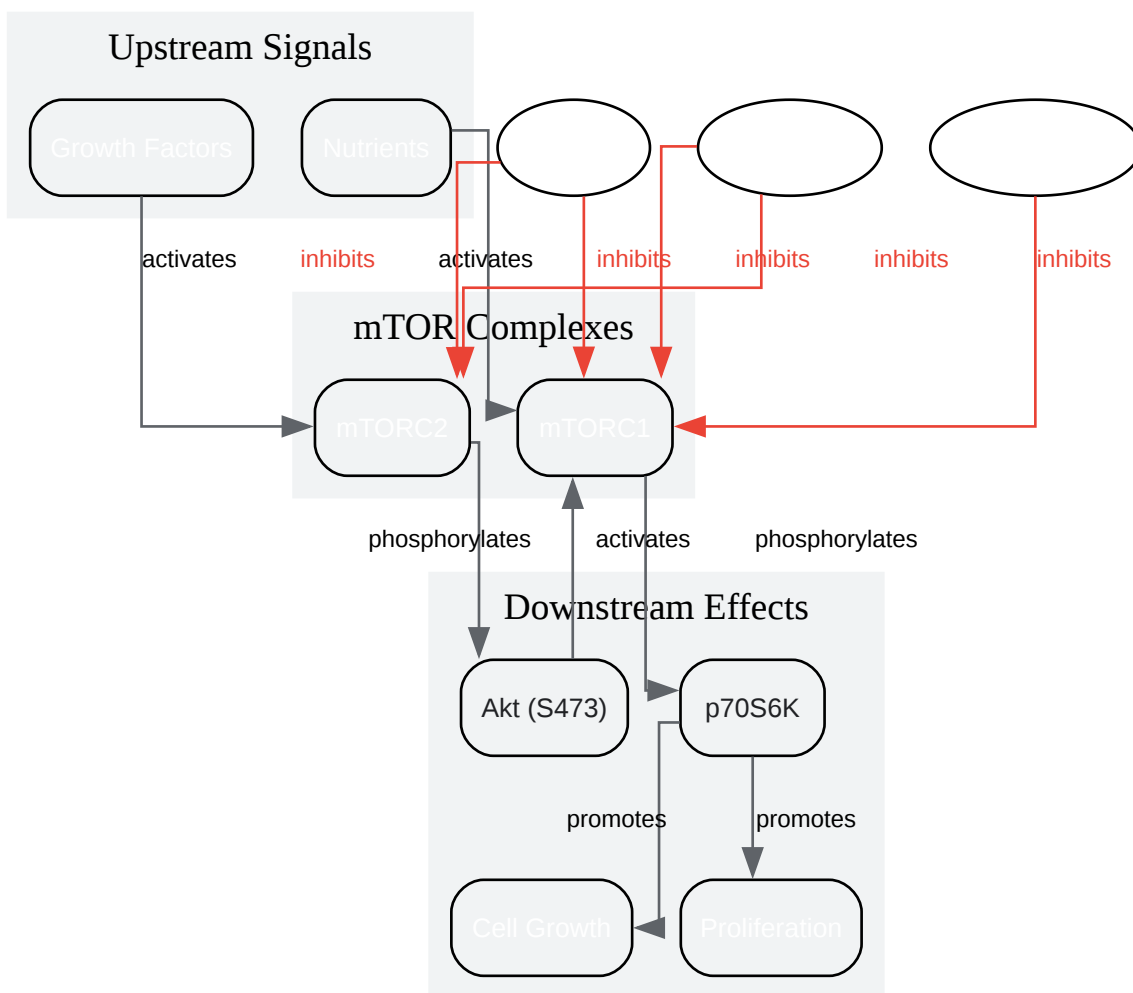 Upstream Signals
Growth Factors
Nutrients
activates
inhibits
activates
inhibits
inhibits
inhibits
inhibits
mTOR Complexes
mTORC2
mTORC1
phosphorylates
activates
phosphorylates
Downstream Effects
Akt (S473)
p70S6K
promotes
promotes
Cell Growth
Proliferation